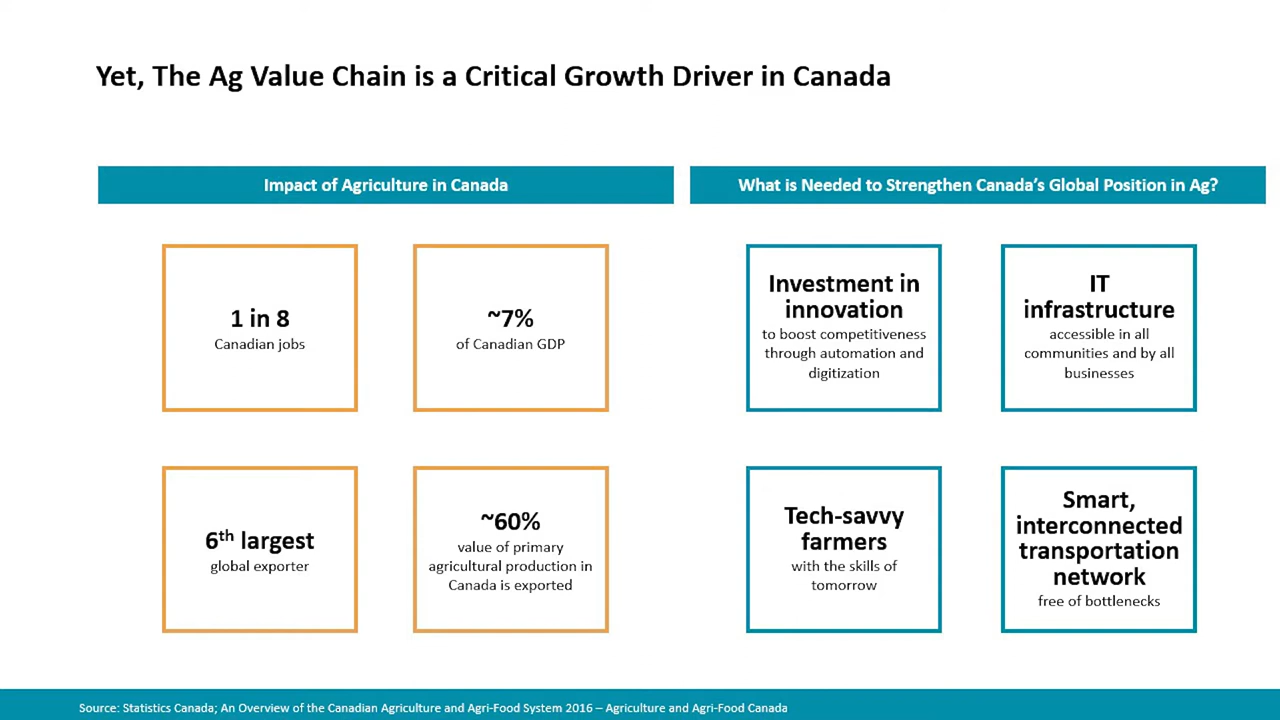 Yet, The Ag Value Chain is a Critical Growth Driver in Canada
Impact of Agriculture in Canada
1 in 8
Canadian jobs
~7%
of Canadian GDP
6th largest
global exporter
~60%
value of primary
agricultural production in
Canada is exported
What is Needed to Strengthen Canada's Global Position in Ag?
Investment in
innovation
to boost competitiveness
through automation and
digitization
IT
infrastructure
accessible in all
communities and by all
businesses
Tech-savvy
farmers
with the skills of
tomorrow
Smart,
interconnected
transportation
network
free of bottlenecks
Source: Statistics Canada; An Overview of the Canadian Agriculture and Agri-Food System 2016 – Agriculture and Agri-Food Canada